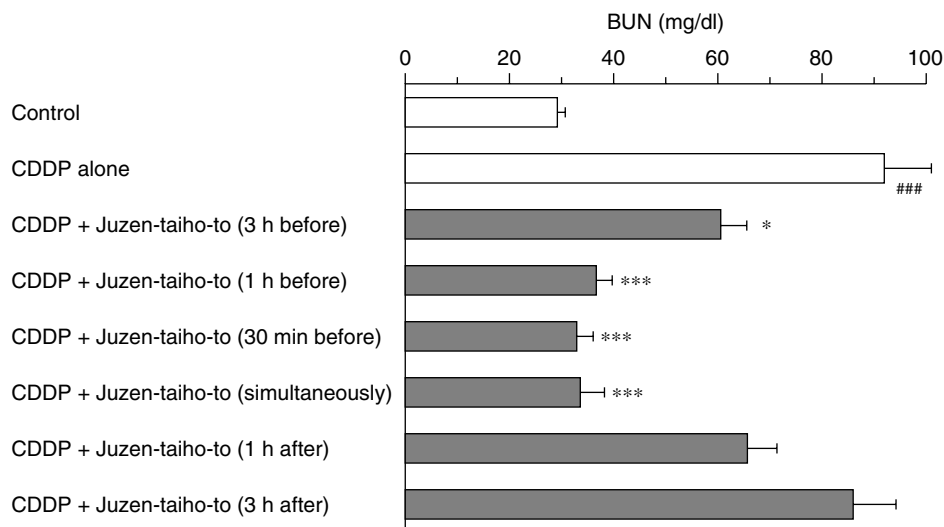 BUN (mg/dl)
0 20 40 60 80 100
Control
CDDP alone
###
CDDP + Juzen-taiho-to (3 h before)
*
CDDP + Juzen-taiho-to (1 h before)
***
CDDP + Juzen-taiho-to (30 min before)
***
CDDP + Juzen-taiho-to (simultaneously)
***
CDDP + Juzen-taiho-to (1 h after)
CDDP + Juzen-taiho-to (3 h after)